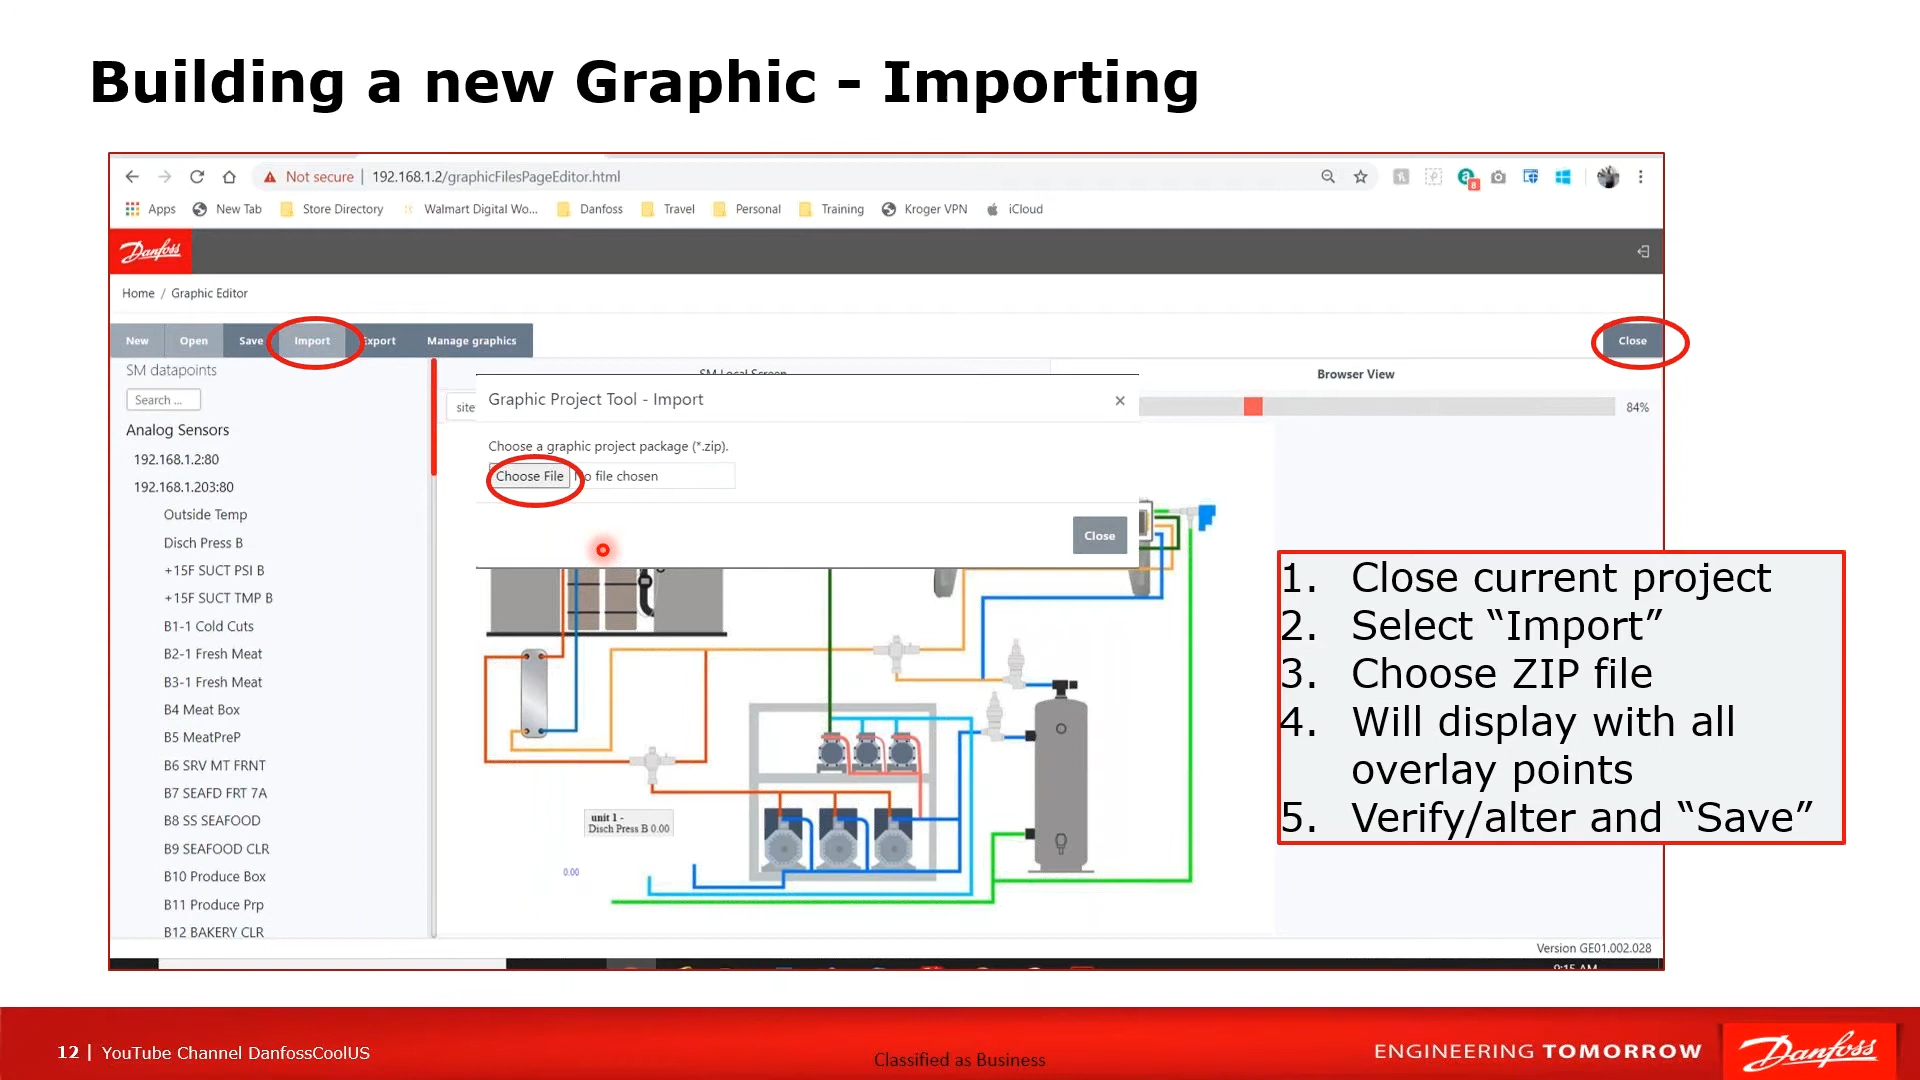 Building a new Graphic - Importing
Not secure | 192.168.1.2/graphicFilesPageEditor.html
8
Apps New Tab Store Directory Walmart Digital Wo... Danfoss Travel Personal Training Kroger VPN iCloud
Danfoss
Home / Graphic Editor
New Open Save Import Export Manage graphics
Close
SM datapoints
Search ...
Analog Sensors
192.168.1.2:80
192.168.1.203:80
Outside Temp
Disch Press B
+15F SUCT PSI B
+15F SUCT TMP B
B1-1 Cold Cuts
B2-1 Fresh Meat
B3-1 Fresh Meat
B4 Meat Box
B5 MeatPreP
B6 SRV MT FRNT
B7 SEAFD FRT 7A
B8 SS SEAFOOD
B9 SEAFOOD CLR
B10 Produce Box
B11 Produce Prp
B12 BAKERY CLR
SM Local Screen
Browser View
site
84%
Graphic Project Tool - Import
×
Choose a graphic project package (*.zip).
Choose File No file chosen
Close
unit 1 -
Disch Press B 0.00
0.00
1. Close current project
2. Select “Import”
3. Choose ZIP file
4. Will display with all
overlay points
5. Verify/alter and “Save”
Version GE01.002.028
9:15 AM
12 | YouTube Channel DanfossCoolUS
Classified as Business
ENGINEERING TOMORROW
Danfoss